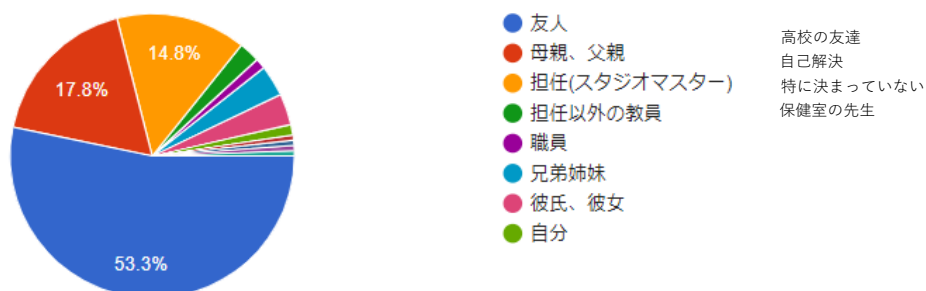 14.8%
17.8%
53.3%
友人
母親、父親
担任(スタジオマスター)
担任以外の教員
職員
兄弟姉妹
彼氏、彼女
自分
高校の友達
自己解決
特に決まっていない
保健室の先生